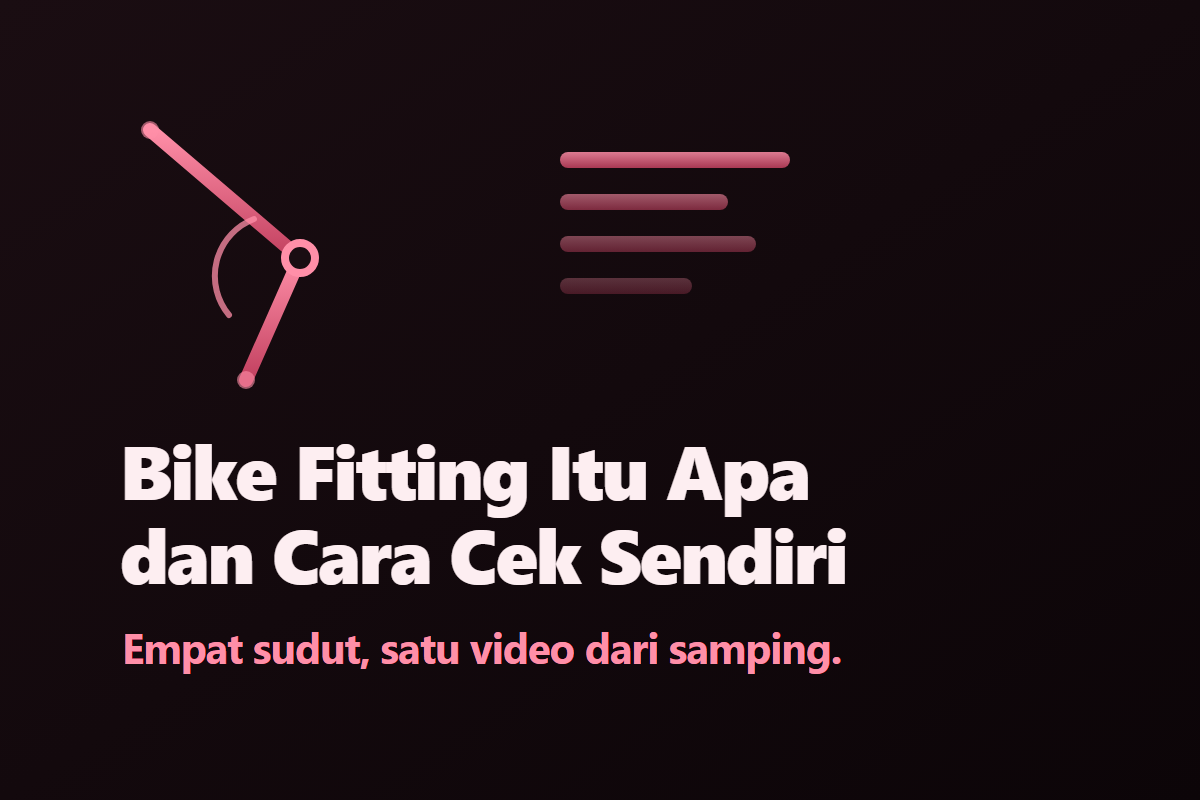 Bike Fitting Itu Apa
dan Cara Cek Sendiri
Empat sudut, satu video dari samping.